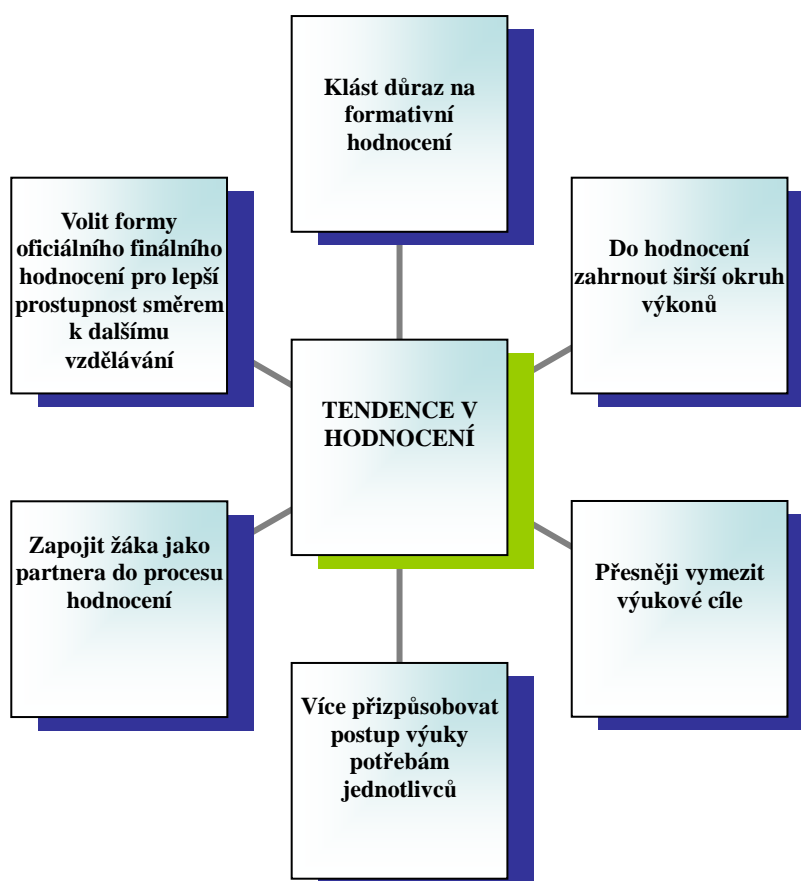 Klást důraz na
formativní
hodnocení
Volit formy
oficiálního finálního
hodnocení pro lepší
prostupnost směrem
k dalšímu
vzdělávání
Do hodnocení
zahrnout širší okruh
výkonů
TENDENCE V
HODNOCENÍ
Zapojit žáka jako
partnera do procesu
hodnocení
Přesněji vymezit
výukové cíle
Více přizpůsobovat
postup výuky
potřebám
jednotlivců